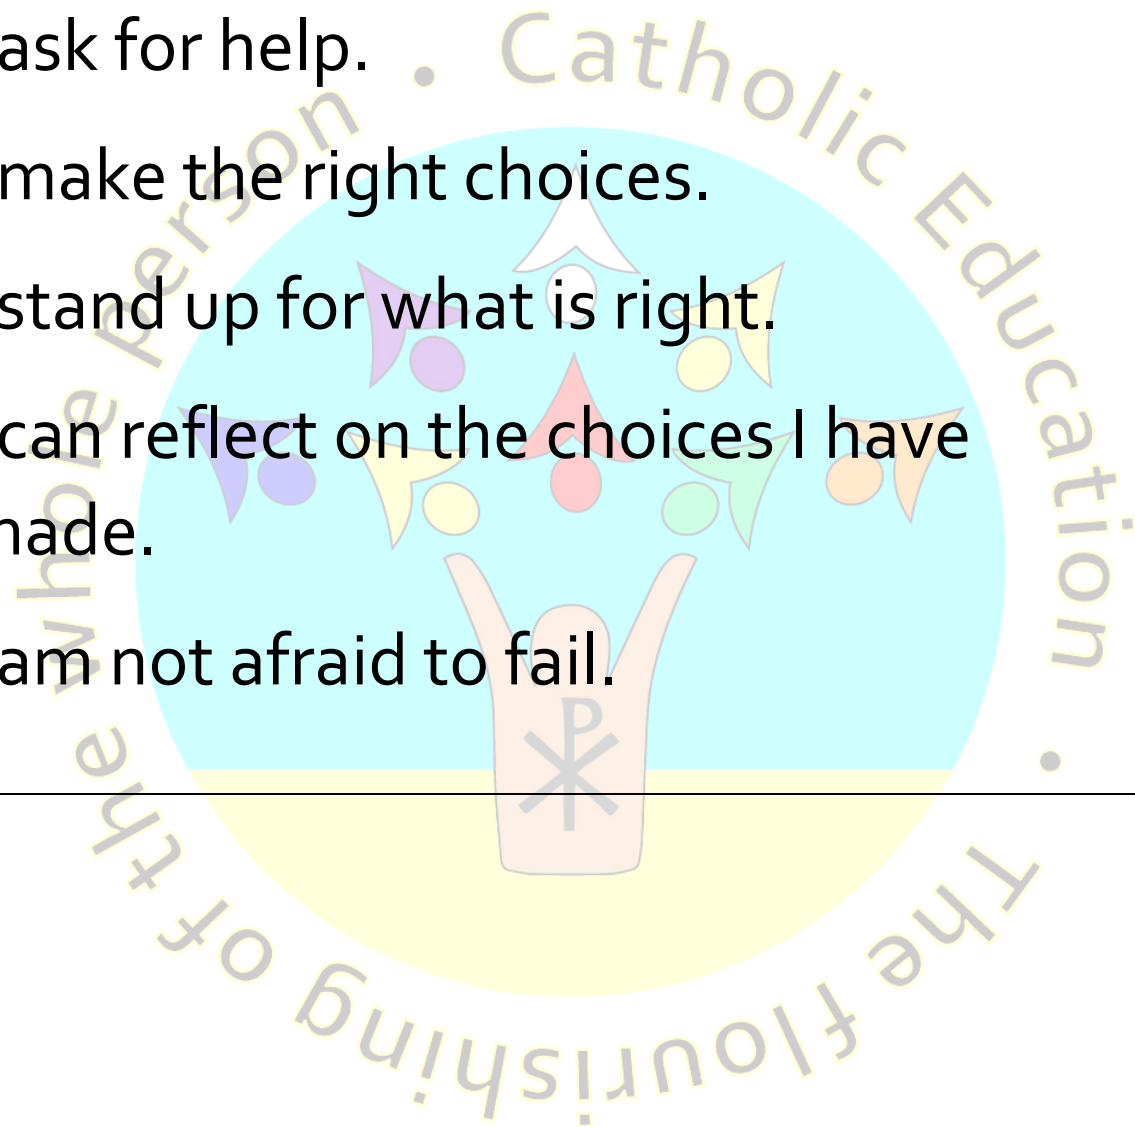 ask for help.
make the right choices.
stand up for what is right.
can reflect on the choices I have
made.
am not afraid to fail.
Catholic Education • The flourishing of the whole person •